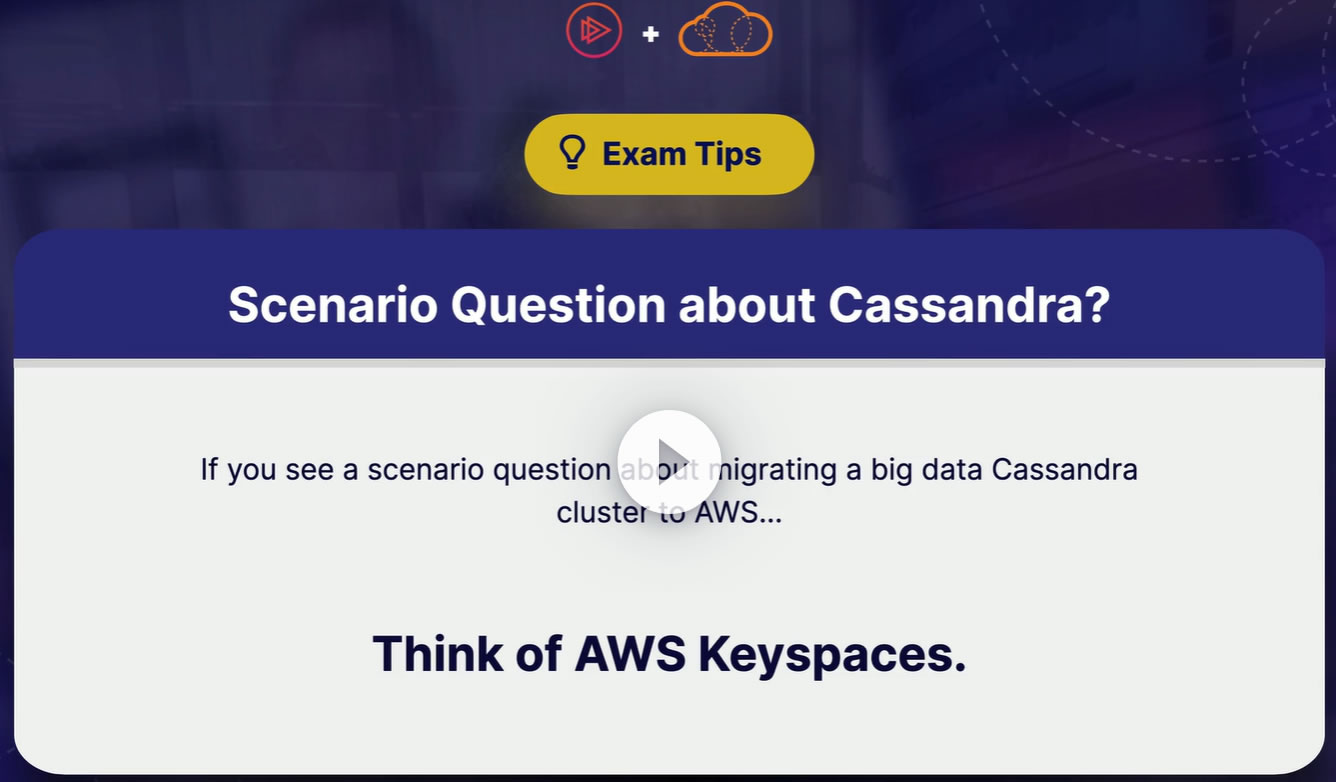 +
Exam Tips
Scenario Question about Cassandra?
If you see a scenario question about migrating a big data Cassandra
cluster to AWS...
Think of AWS Keyspaces.